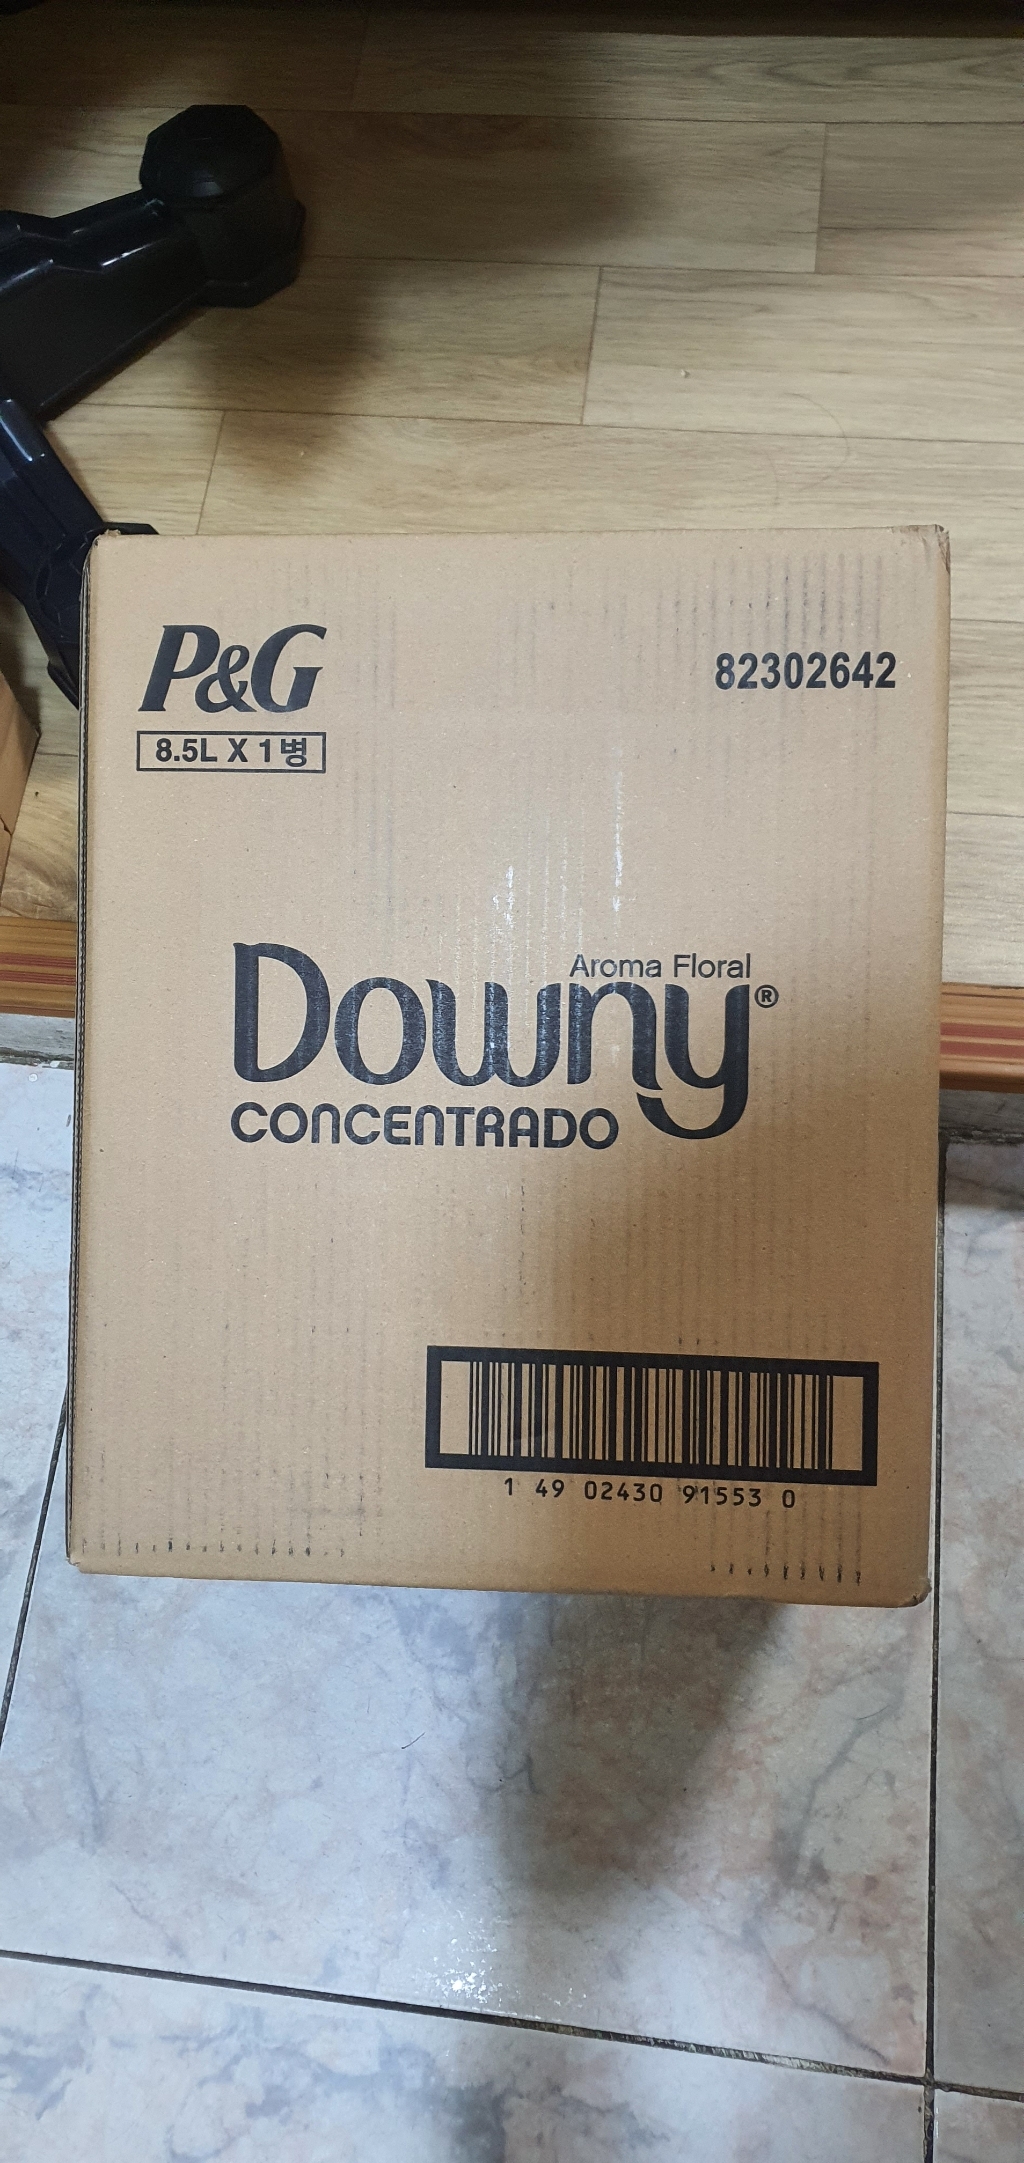 P&G
82302642
8.5L X 1병
Aroma Floral
Downy®
CONCENTRADO
1 49 02430 91553 0